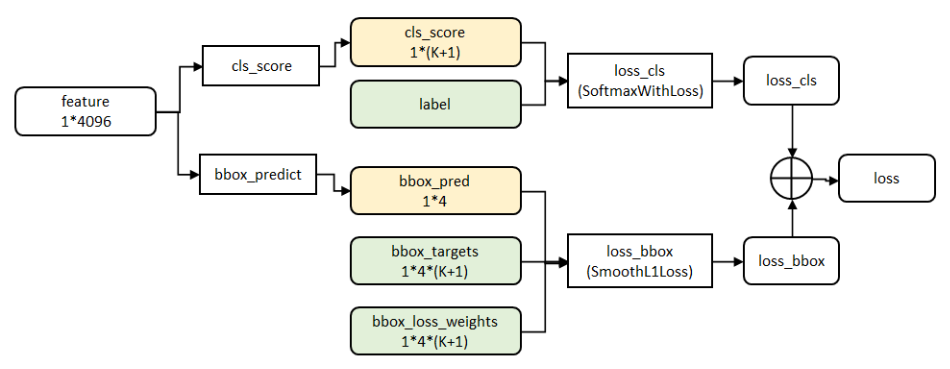 feature
1*4096
cls_score
cls_score
1*(K+1)
label
loss_cls
(SoftmaxWithLoss)
loss_cls
bbox_predict
bbox_pred
1*4
bbox_targets
1*4*(K+1)
bbox_loss_weights
1*4*(K+1)
loss_bbox
(SmoothL1Loss)
loss_bbox
loss